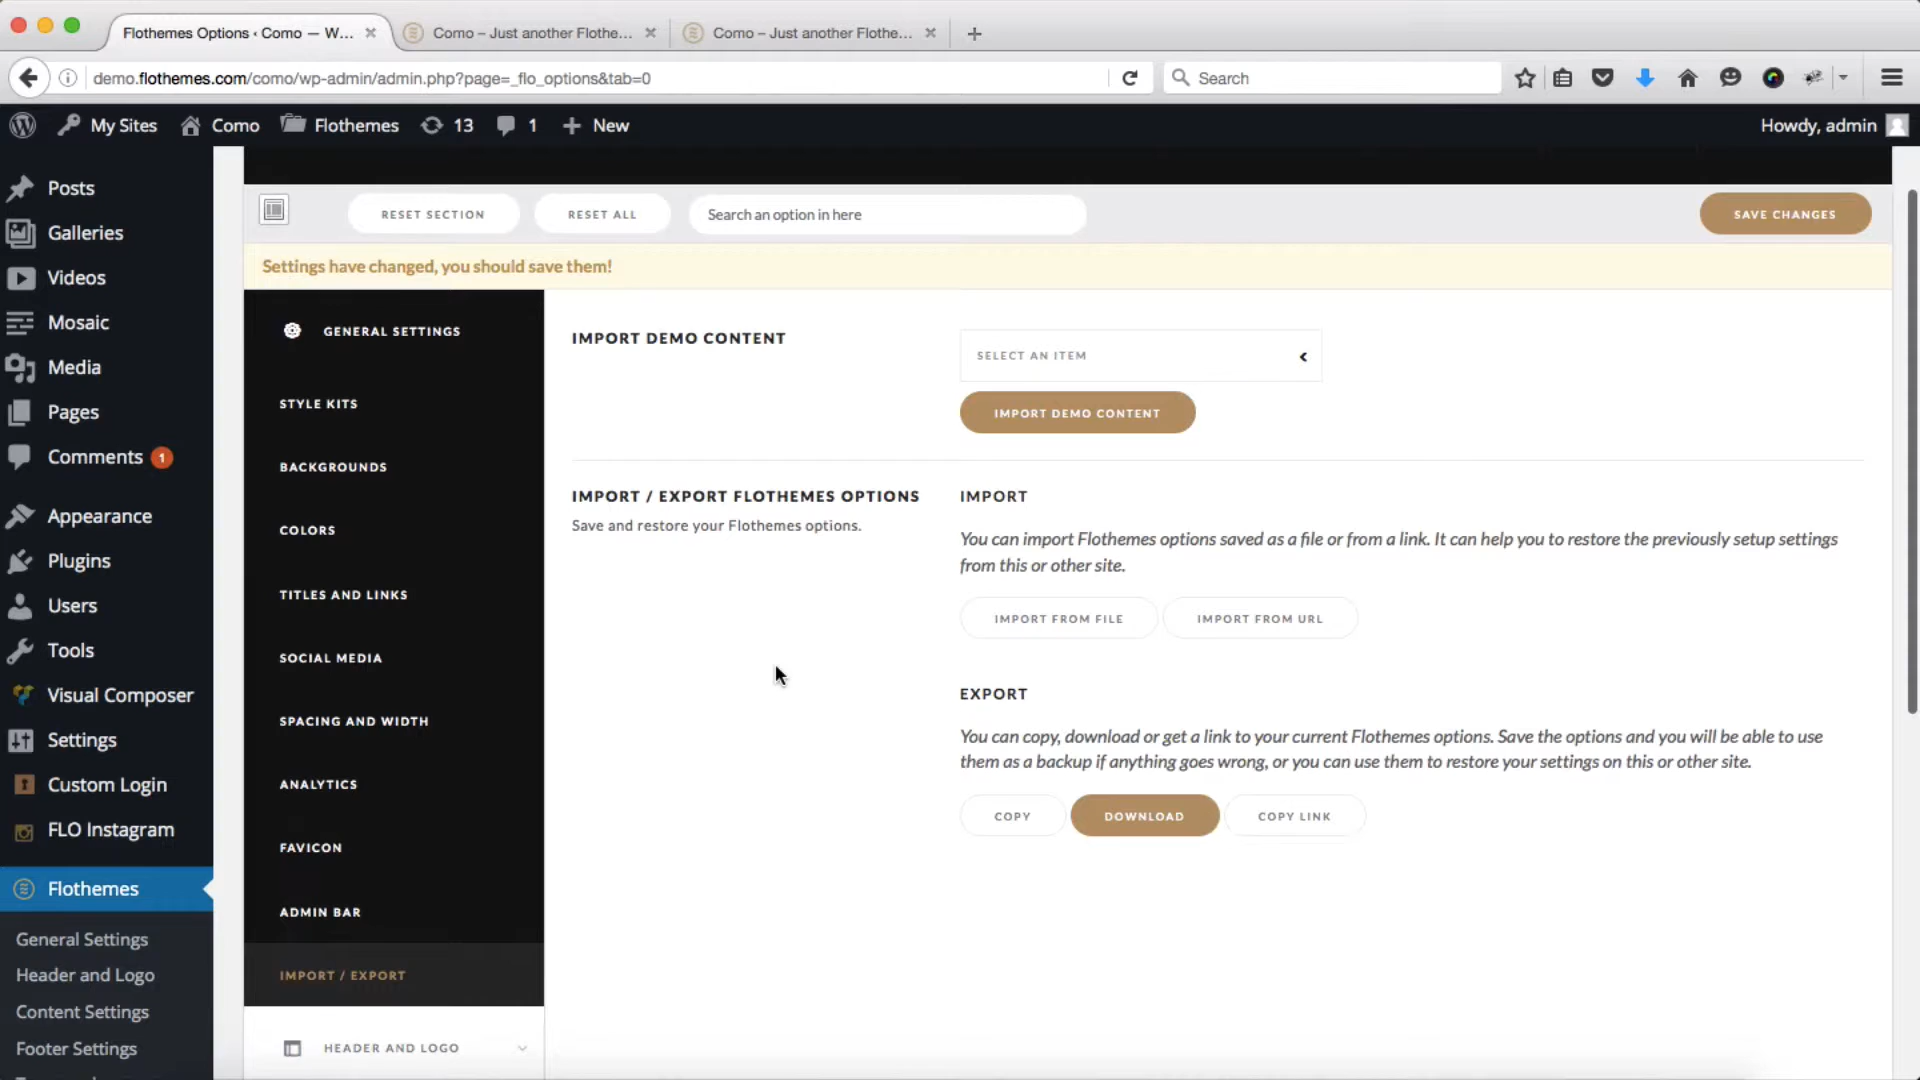 Flothemes Options ‹ Como — W...
Como – Just another Flothe...
Como – Just another Flothe...
demo.flothemes.com/como/wp-admin/admin.php?page=_flo_options&tab=0
Search
My Sites
Como
Flothemes
13
1
New
Howdy, admin
Posts
Galleries
Videos
Mosaic
Media
Pages
Comments 1
Appearance
Plugins
Users
Tools
Visual Composer
Settings
Custom Login
FLO Instagram
Flothemes
General Settings
Header and Logo
Content Settings
Footer Settings
RESET SECTION
RESET ALL
Search an option in here
SAVE CHANGES
Settings have changed, you should save them!
GENERAL SETTINGS
STYLE KITS
BACKGROUNDS
COLORS
TITLES AND LINKS
SOCIAL MEDIA
SPACING AND WIDTH
ANALYTICS
FAVICON
ADMIN BAR
IMPORT / EXPORT
HEADER AND LOGO
IMPORT DEMO CONTENT
SELECT AN ITEM
IMPORT DEMO CONTENT
IMPORT / EXPORT FLOTHEMES OPTIONS
Save and restore your Flothemes options.
IMPORT
You can import Flothemes options saved as a file or from a link. It can help you to restore the previously setup settings
from this or other site.
IMPORT FROM FILE
IMPORT FROM URL
EXPORT
You can copy, download or get a link to your current Flothemes options. Save the options and you will be able to use
them as a backup if anything goes wrong, or you can use them to restore your settings on this or other site.
COPY
DOWNLOAD
COPY LINK